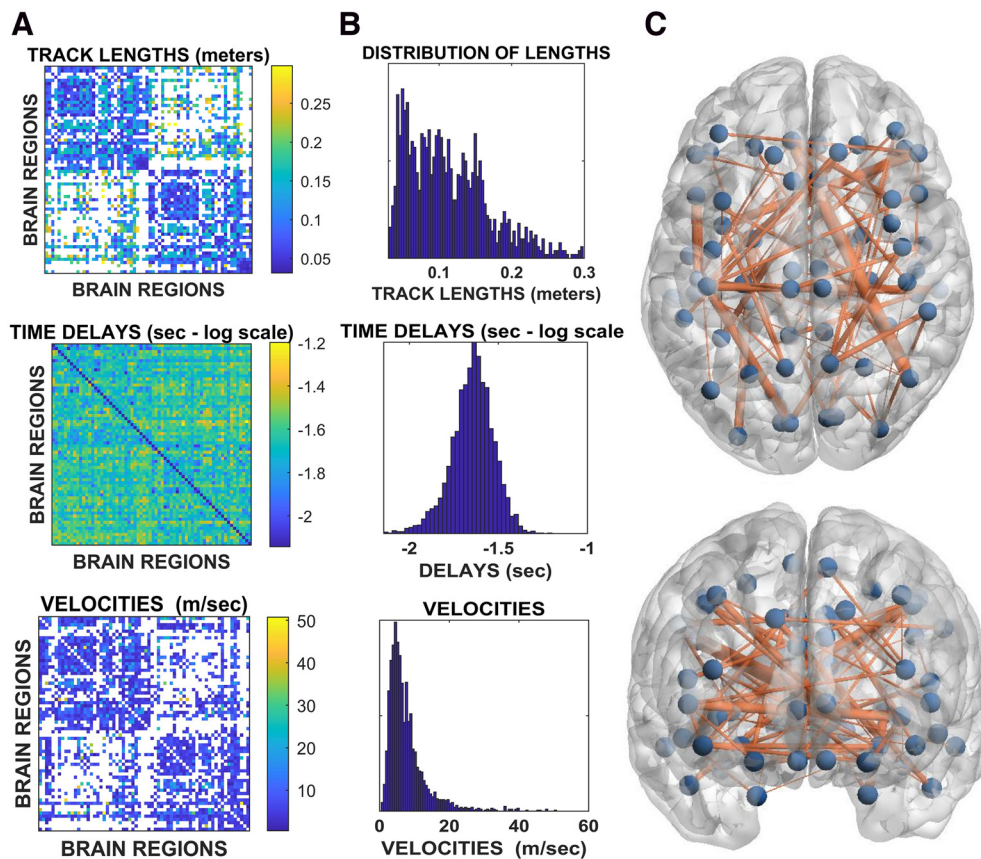 A
B
C
TRACK LENGTHS (meters)
BRAIN REGIONS
0.25
0.2
0.15
0.1
0.05
BRAIN REGIONS
DISTRIBUTION OF LENGTHS
0.1 0.2 0.3
TRACK LENGTHS (meters)
TIME DELAYS (sec - log scale)
BRAIN REGIONS
-1.2
-1.4
-1.6
-1.8
-2
BRAIN REGIONS
TIME DELAYS (sec - log scale
-2 -1.5 -1
DELAYS (sec)
VELOCITIES (m/sec)
BRAIN REGIONS
50
40
30
20
10
BRAIN REGIONS
VELOCITIES
0 20 40 60
VELOCITIES (m/sec)